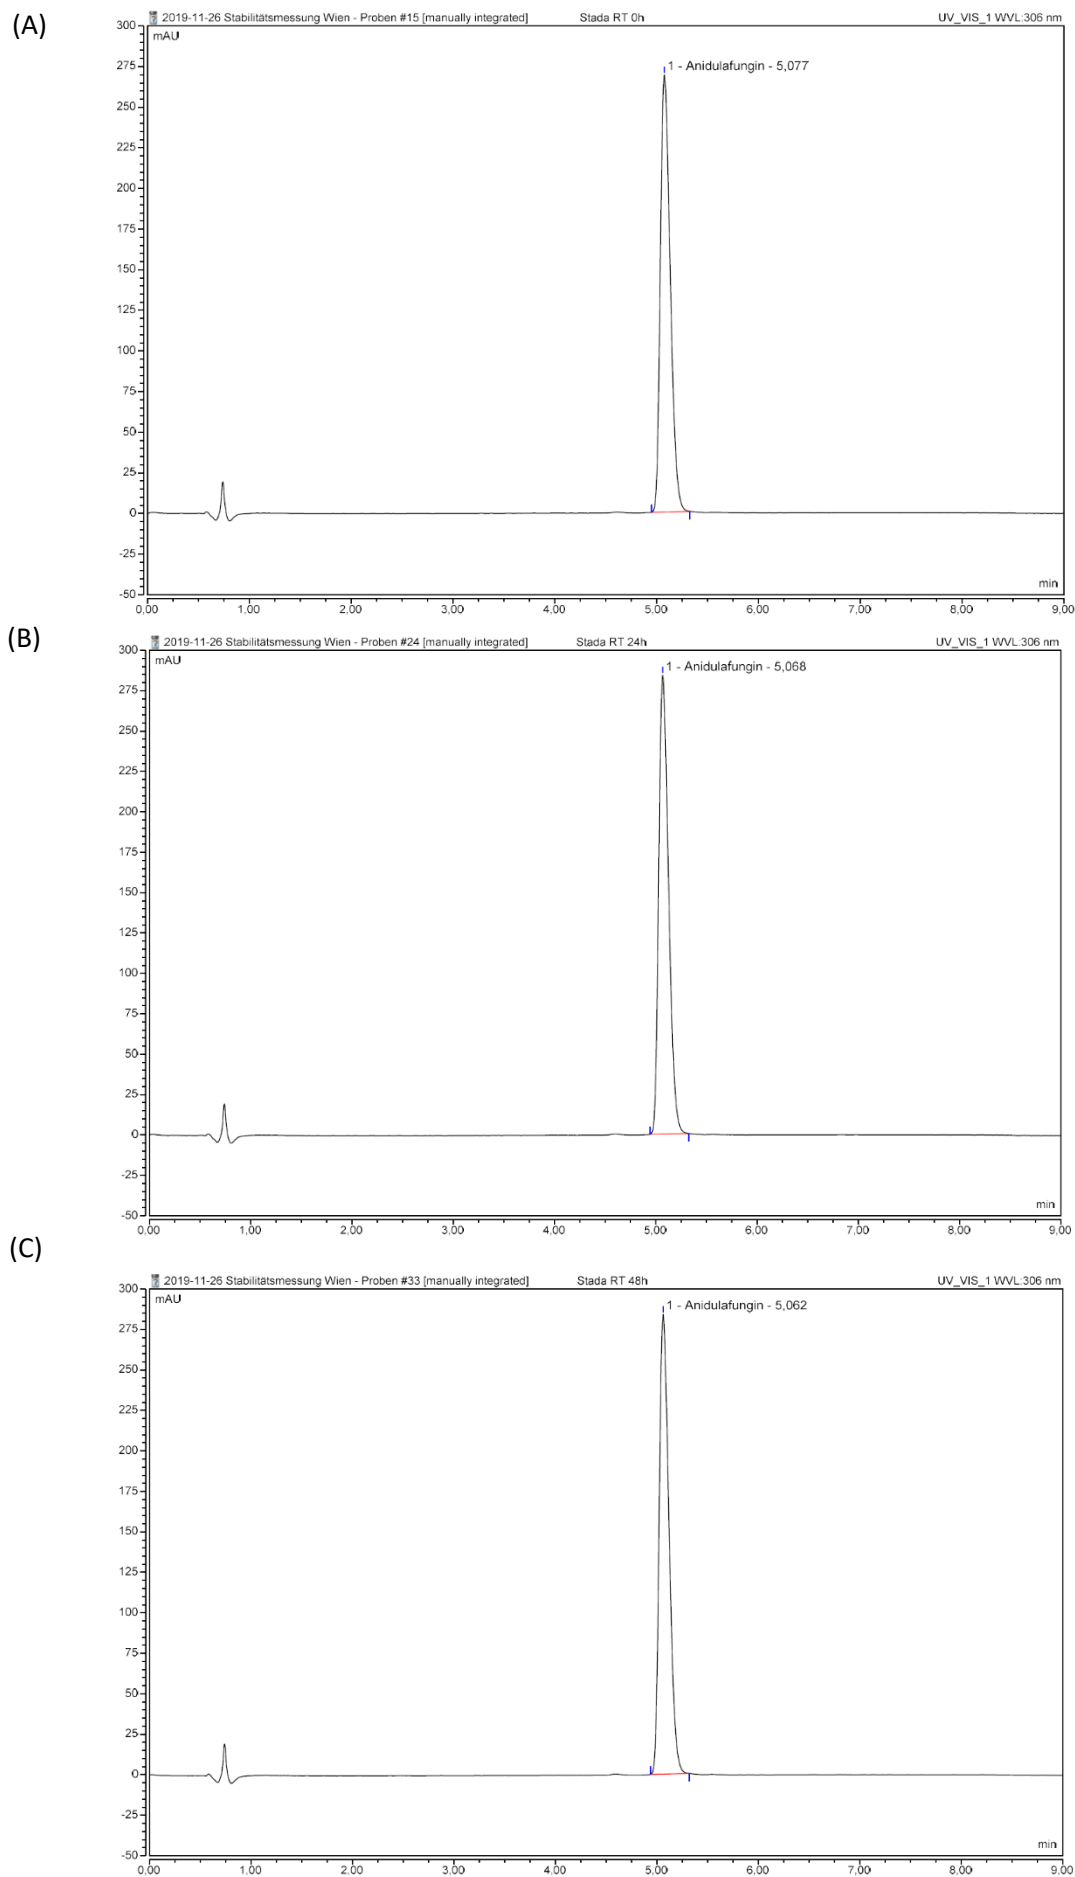 (A)
2019-11-26 Stabilitätsmessung Wien - Proben #15 [manually integrated] Stada RT 0h UV_VIS_1 WVL:306 nm
300
mAU
1 - Anidulafungin - 5,077
275
250
225
200
175
150
125
100
75
50
25
0
-25
-50
min
0,00 1,00 2,00 3,00 4,00 5,00 6,00 7,00 8,00 9,00
(B)
2019-11-26 Stabilitätsmessung Wien - Proben #24 [manually integrated] Stada RT 24h UV_VIS_1 WVL:306 nm
300
mAU
1 - Anidulafungin - 5,068
275
250
225
200
175
150
125
100
75
50
25
0
-25
-50
min
0,00 1,00 2,00 3,00 4,00 5,00 6,00 7,00 8,00 9,00
(C)
2019-11-26 Stabilitätsmessung Wien - Proben #33 [manually integrated] Stada RT 48h UV_VIS_1 WVL:306 nm
300
mAU
1 - Anidulafungin - 5,062
275
250
225
200
175
150
125
100
75
50
25
0
-25
-50
min
0,00 1,00 2,00 3,00 4,00 5,00 6,00 7,00 8,00 9,00